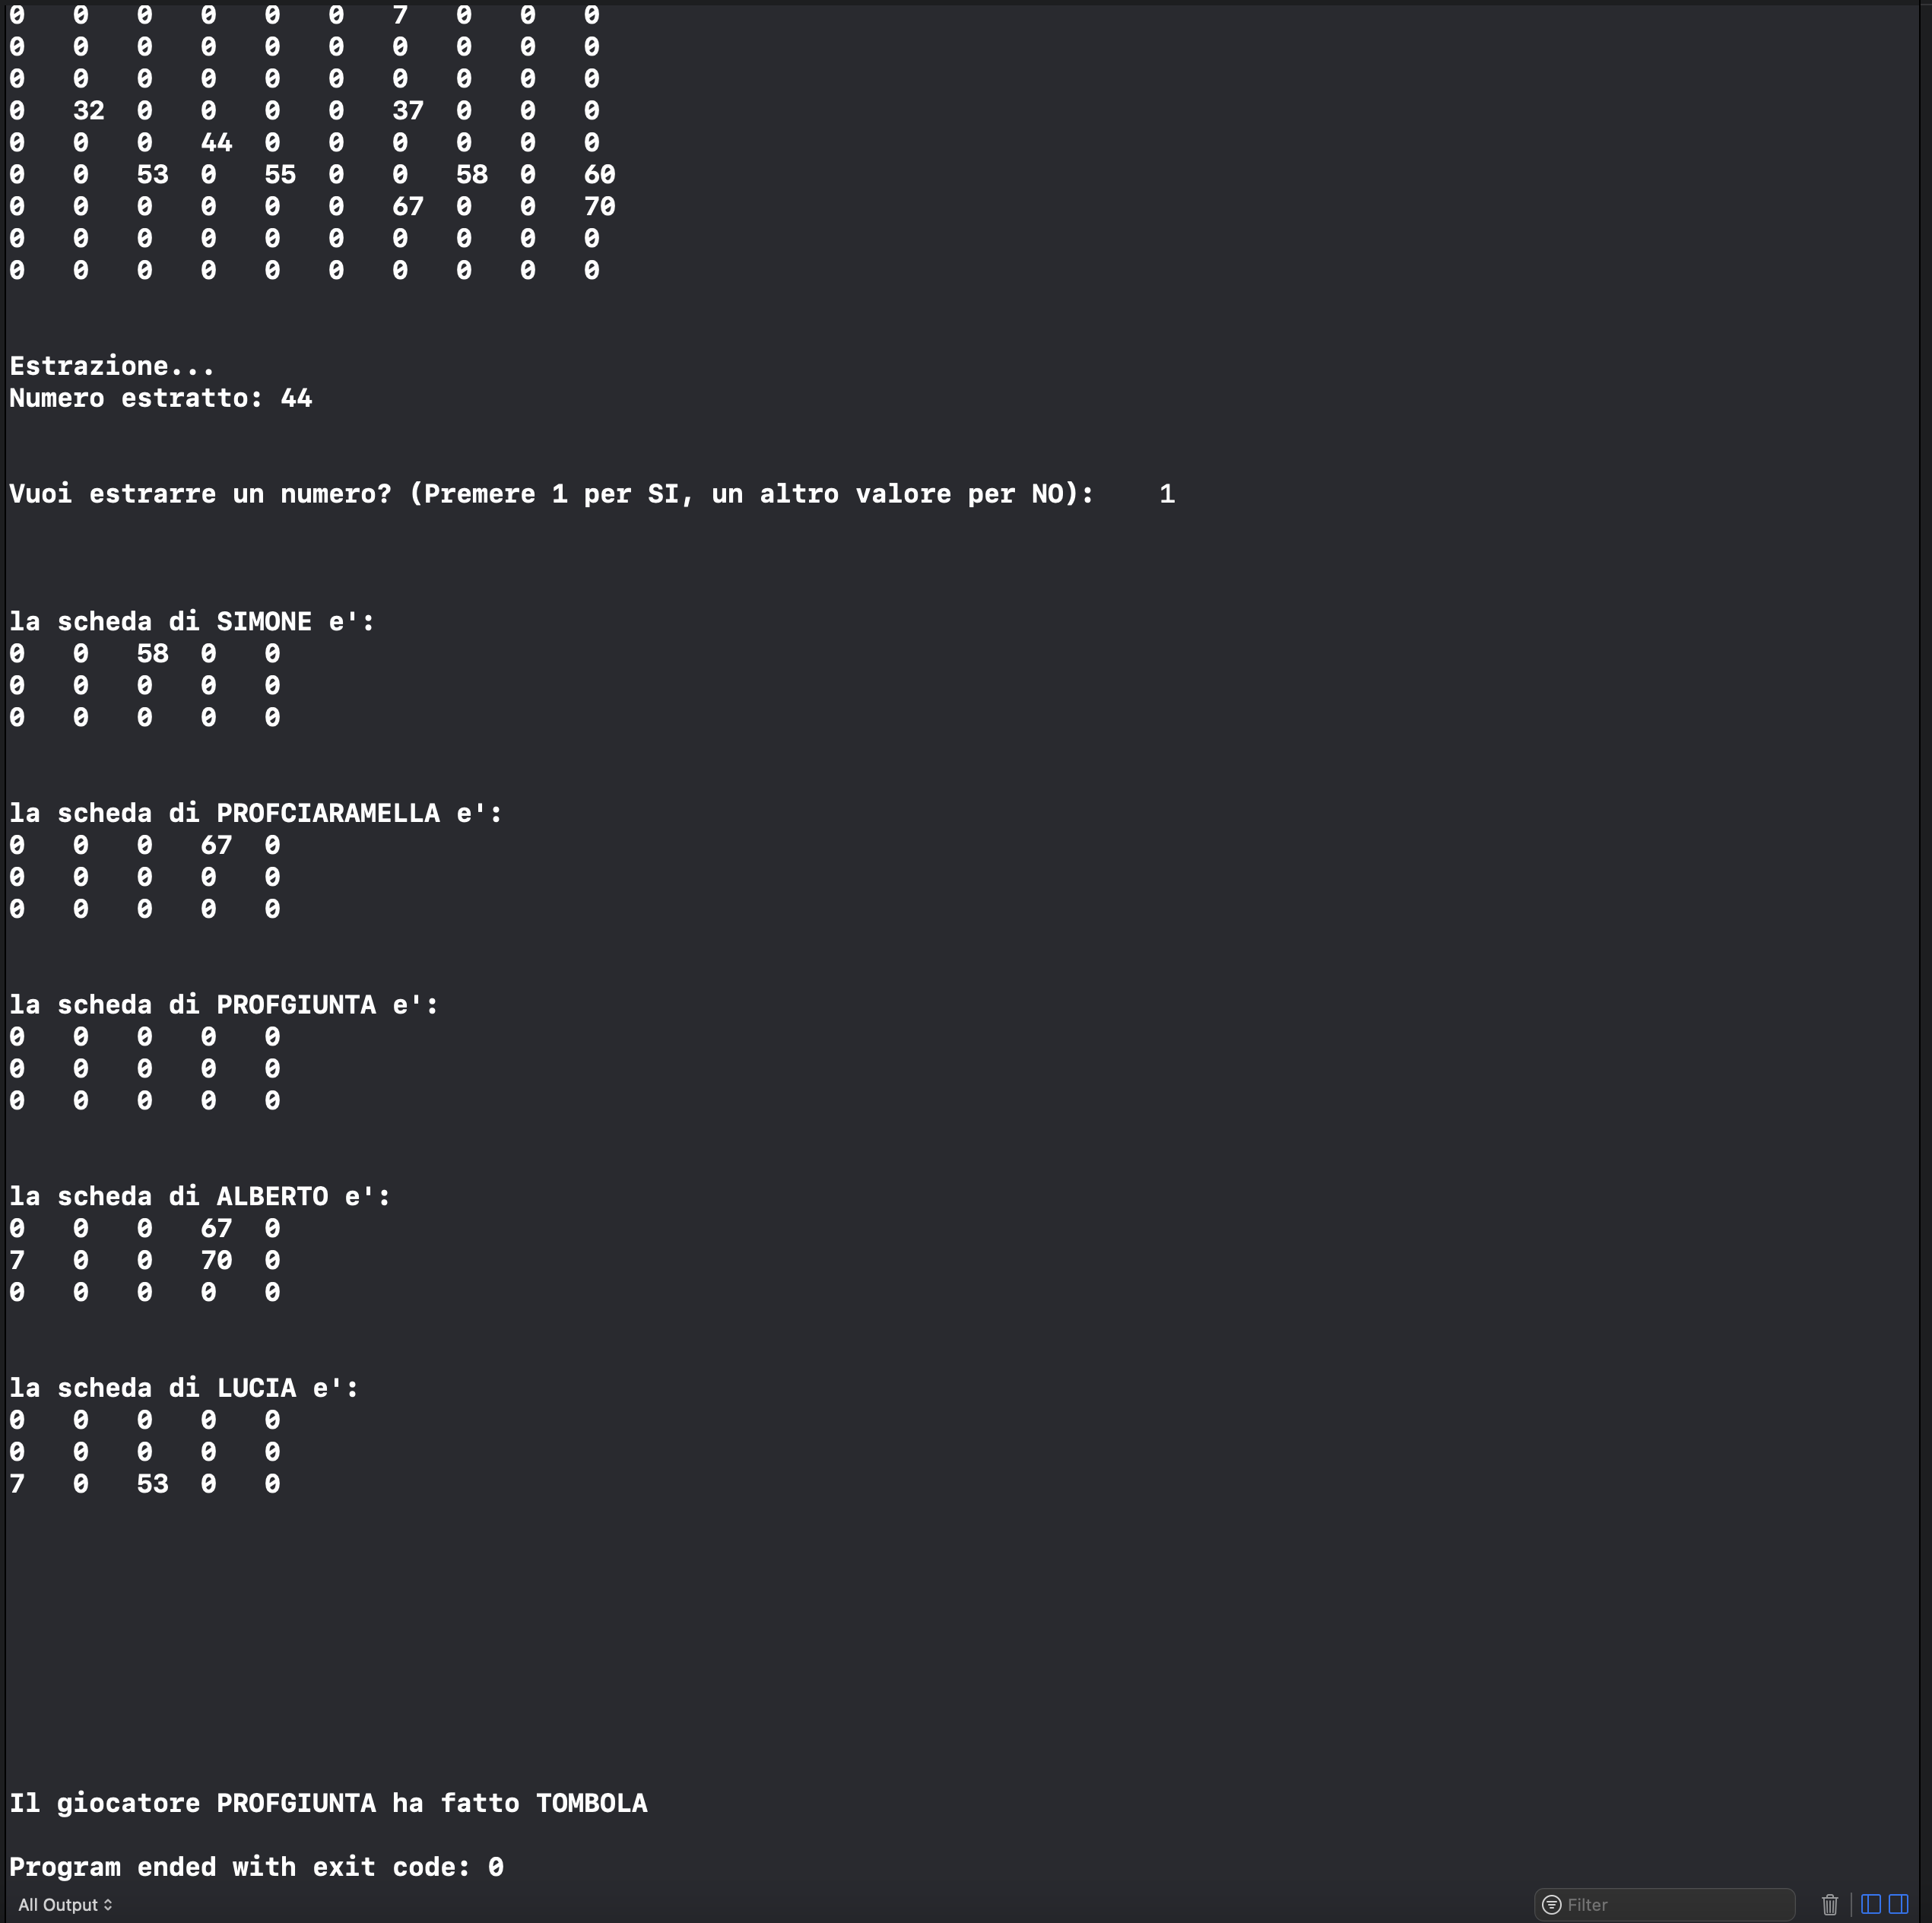 0 0 0 0 0 0 7 0 0 0
0 0 0 0 0 0 0 0 0 0
0 0 0 0 0 0 0 0 0 0
0 32 0 0 0 0 37 0 0 0
0 0 0 44 0 0 0 0 0 0
0 0 53 0 55 0 0 58 0 60
0 0 0 0 0 0 67 0 0 70
0 0 0 0 0 0 0 0 0 0
0 0 0 0 0 0 0 0 0 0
Estrazione...
Numero estratto: 44
Vuoi estrarre un numero? (Premere 1 per SI, un altro valore per NO): 1
la scheda di SIMONE e':
0 0 58 0 0
0 0 0 0 0
0 0 0 0 0
la scheda di PROFCIARAMELLA e':
0 0 0 67 0
0 0 0 0 0
0 0 0 0 0
la scheda di PROFGIUNTA e':
0 0 0 0 0
0 0 0 0 0
0 0 0 0 0
la scheda di ALBERTO e':
0 0 0 67 0
7 0 0 70 0
0 0 0 0 0
la scheda di LUCIA e':
0 0 0 0 0
0 0 0 0 0
7 0 53 0 0
Il giocatore PROFGIUNTA ha fatto TOMBOLA
Program ended with exit code: 0
All Output
Filter